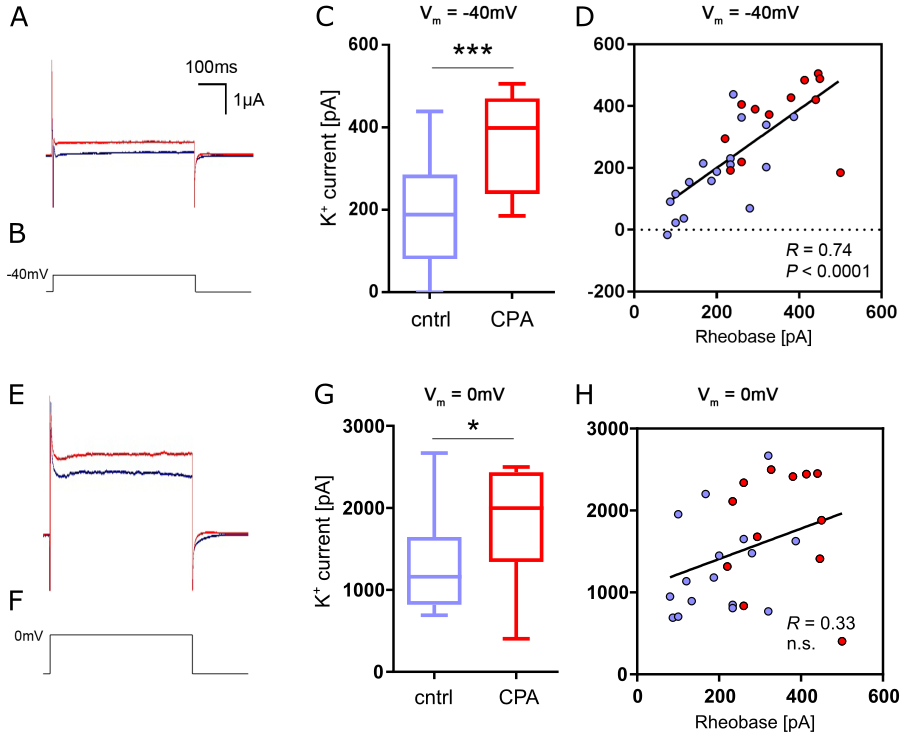 A
100ms
1µA
B
-40mV
C
Vm = -40mV
K+ current [pA]
600
400
200
0
***
cntrl
CPA
D
Vm = -40mV
600
400
200
0
-200
R = 0.74
P < 0.0001
0
200
400
600
Rheobase [pA]
E
F
0mV
G
Vm = 0mV
K+ current [pA]
3000
2000
1000
0
*
cntrl
CPA
H
Vm = 0mV
3000
2000
1000
0
R = 0.33
n.s.
0
200
400
600
Rheobase [pA]